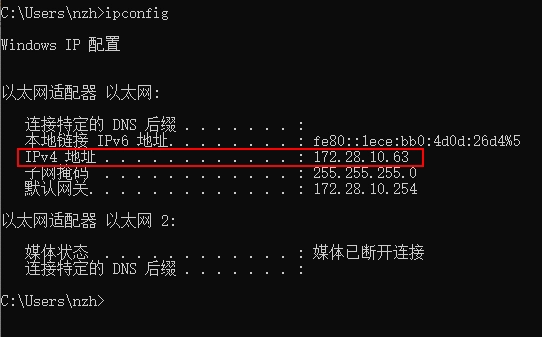 C:\Users\nzh>ipconfig
Windows IP 配置
以太网适配器 以太网:
连接特定的 DNS 后缀 . . . . . . . :
本地链接 IPv6 地址. . . . . . . . : fe80::1ece:bb0:4d0d:26d4%5
IPv4 地址 . . . . . . . . . . . . : 172.28.10.63
子网掩码 . . . . . . . . . . . . : 255.255.255.0
默认网关. . . . . . . . . . . . . : 172.28.10.254
以太网适配器 以太网 2:
媒体状态 . . . . . . . . . . . . : 媒体已断开连接
连接特定的 DNS 后缀 . . . . . . . :
C:\Users\nzh>